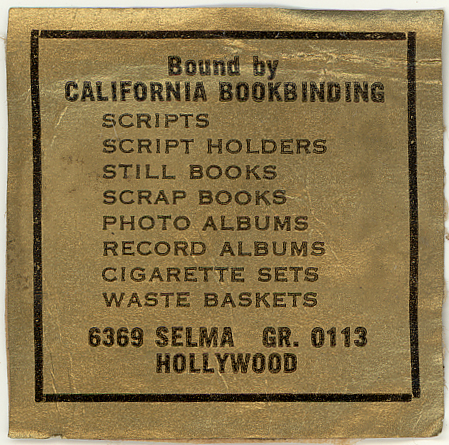 Bound by
CALIFORNIA BOOKBINDING
SCRIPTS
SCRIPT HOLDERS
STILL BOOKS
SCRAP BOOKS
PHOTO ALBUMS
RECORD ALBUMS
CIGARETTE SETS
WASTE BASKETS
6369 SELMA GR. 0113
HOLLYWOOD